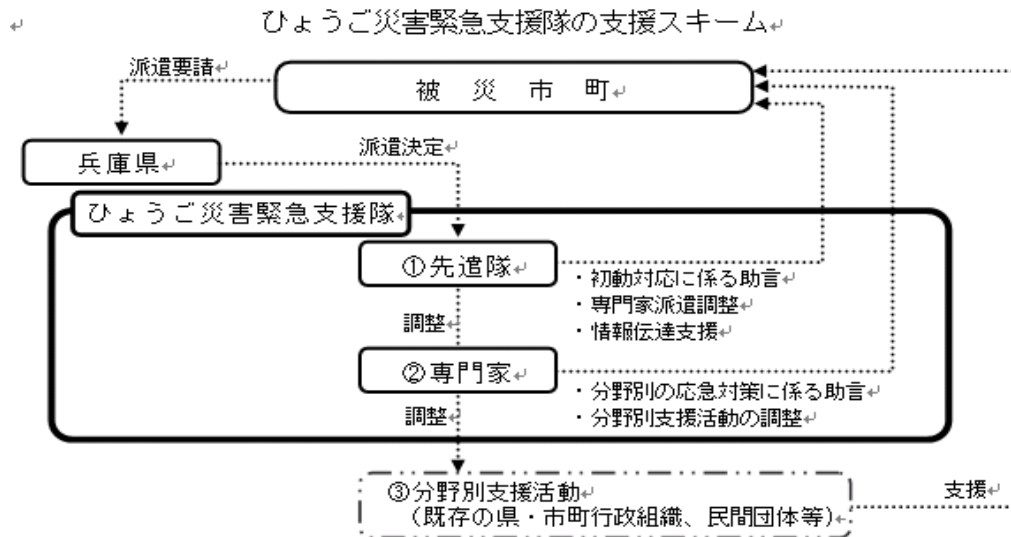 ひょうご災害緊急支援隊の支援スキーム
派遣要請
被災市町
兵庫県
派遣決定
ひょうご災害緊急支援隊
①先遣隊
・初動対応に係る助言
・専門家派遣調整
・情報伝達支援
調整
②専門家
・分野別の応急対策に係る助言
・分野別支援活動の調整
調整
③分野別支援活動
（既存の県・市町行政組織、民間団体等）
支援